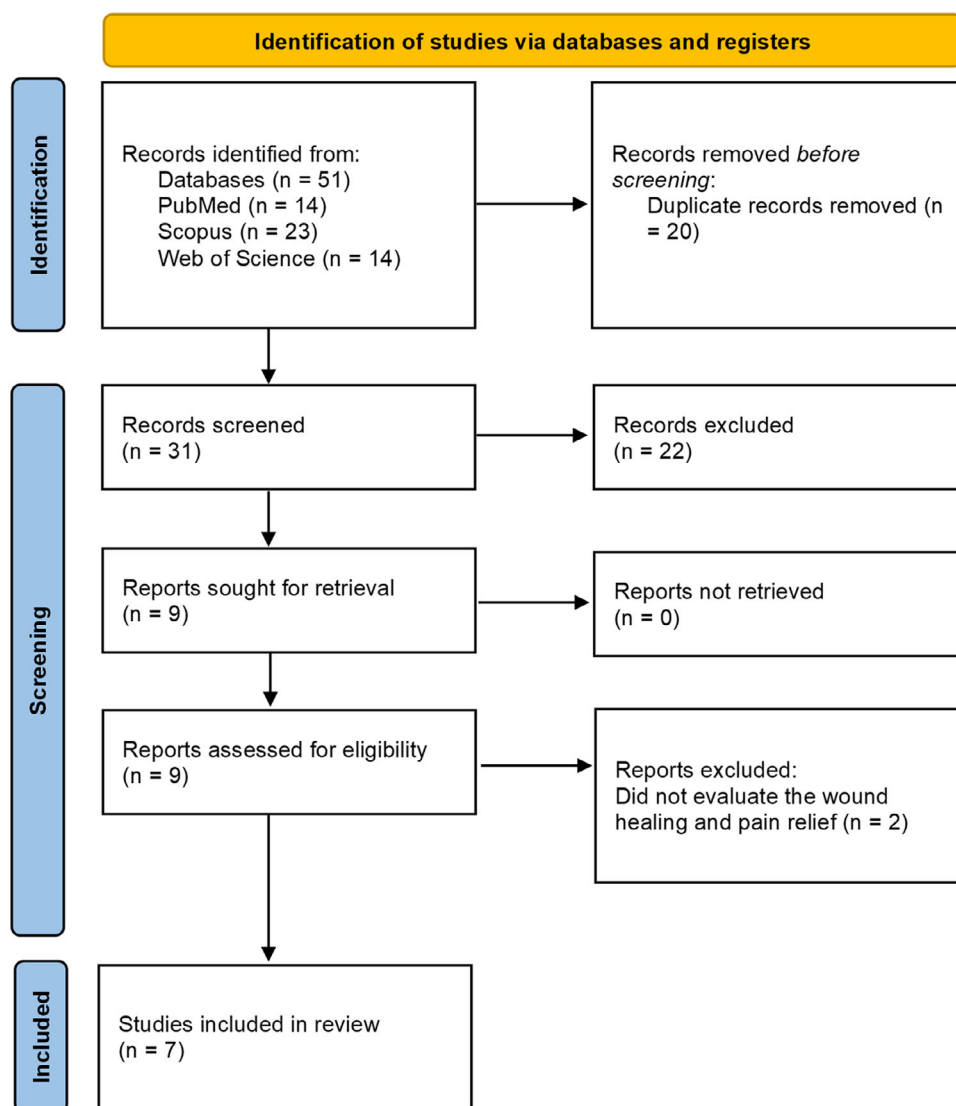 Identification of studies via databases and registers
Identification
Records identified from:
Databases (n = 51)
PubMed (n = 14)
Scopus (n = 23)
Web of Science (n = 14)
Records removed before
screening:
Duplicate records removed (n
= 20)
Screening
Records screened
(n = 31)
Records excluded
(n = 22)
Reports sought for retrieval
(n = 9)
Reports not retrieved
(n = 0)
Reports assessed for eligibility
(n = 9)
Reports excluded:
Did not evaluate the wound
healing and pain relief (n = 2)
Included
Studies included in review
(n = 7)